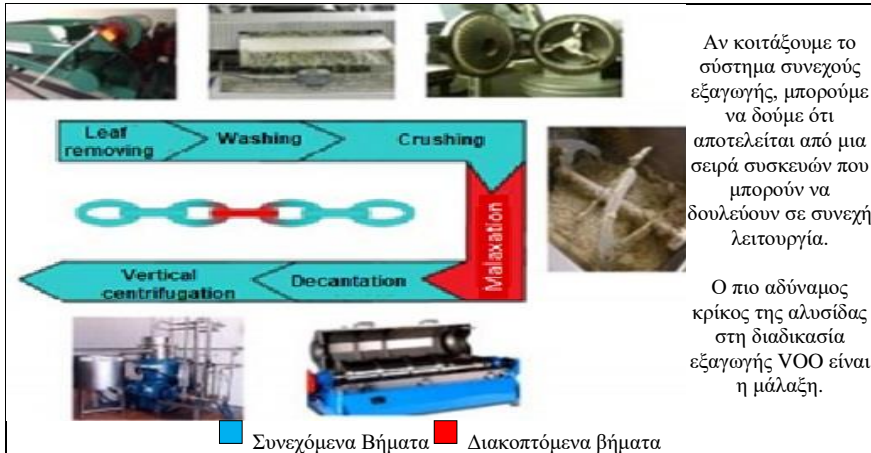 Leaf
removing
Washing
Crushing
Malaxation
Decantation
Vertical
centrifugation
Αν κοιτάξουμε το
σύστημα συνεχούς
εξαγωγής, μπορούμε
να δούμε ότι
αποτελείται από μια
σειρά συσκευών που
μπορούν να
δουλεύουν σε συνεχή
λειτουργία.
Ο πιο αδύναμος
κρίκος της αλυσίδας
στη διαδικασία
εξαγωγής VOO είναι
η μάλαξη.
Συνεχόμενα Βήματα Διακοπτόμενα βήματα